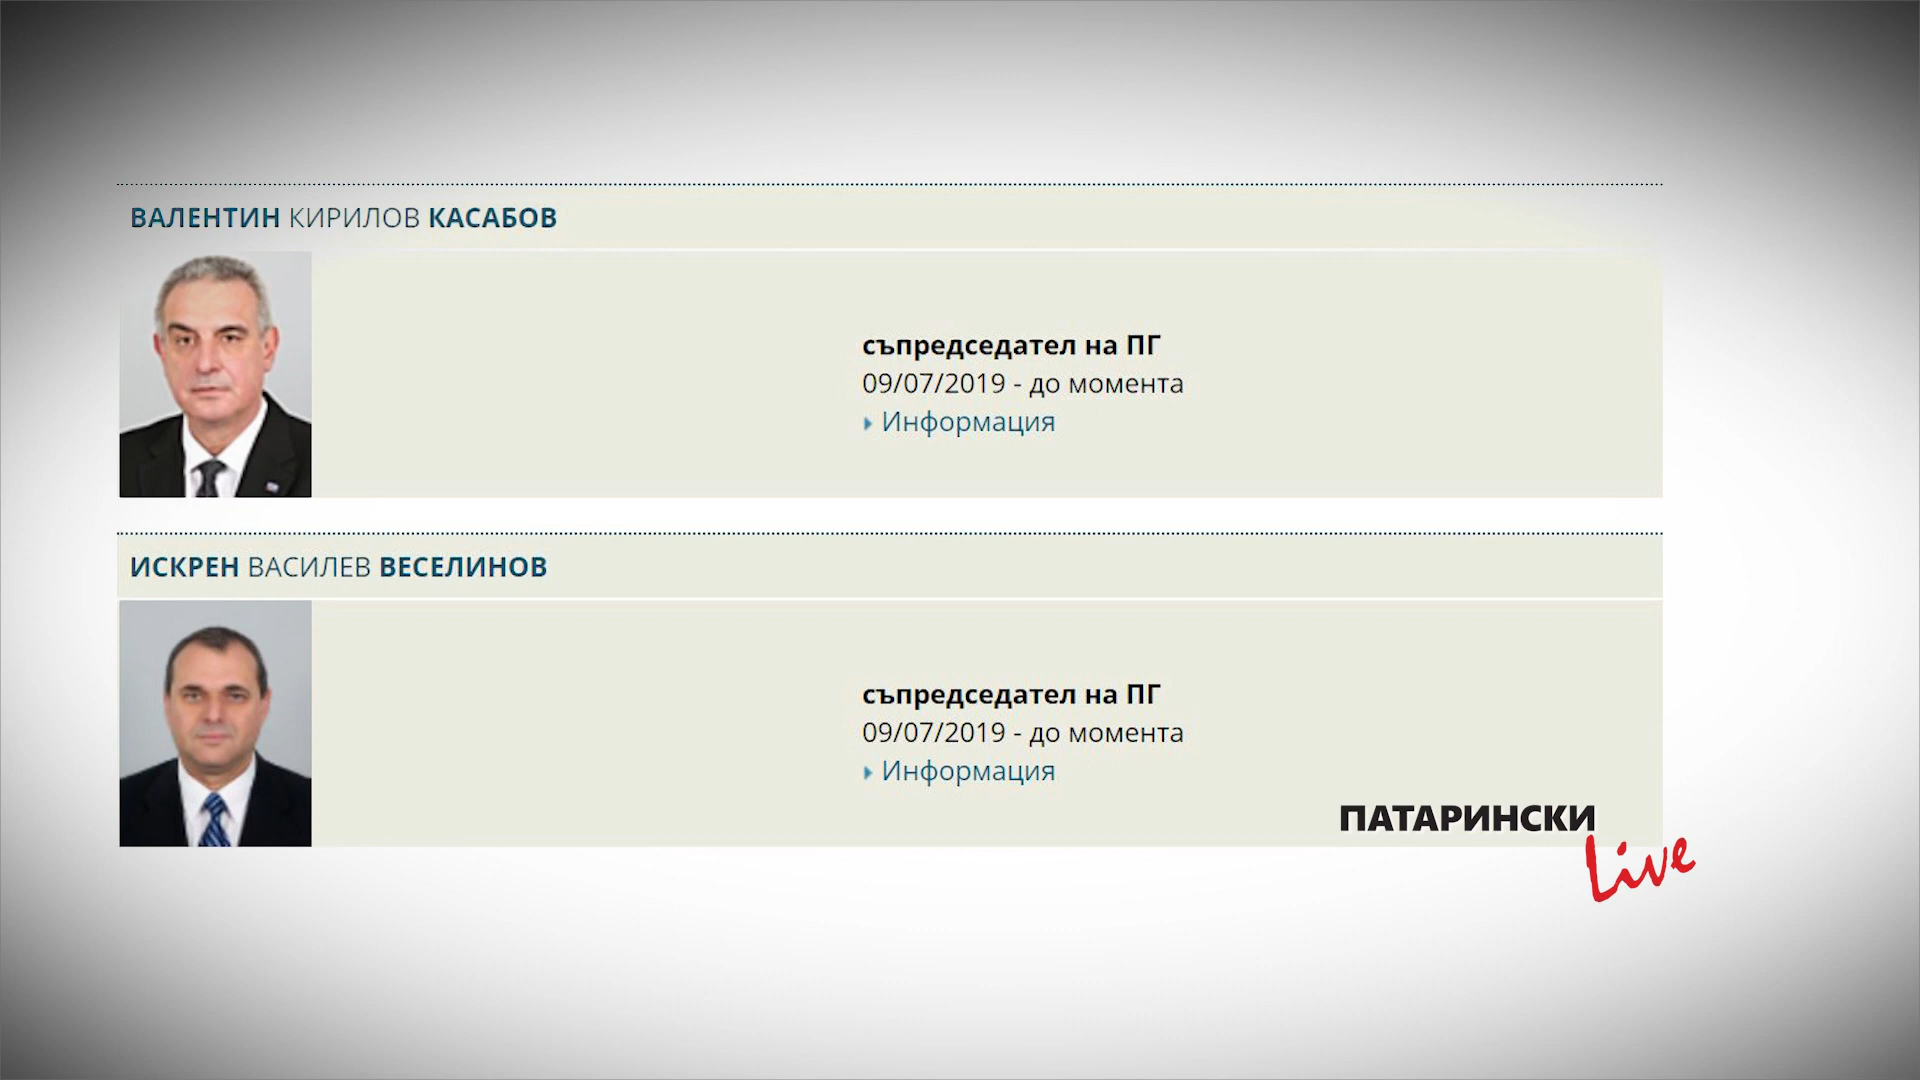 ВАЛЕНТИН КИРИЛОВ КАСАБОВ
съпредседател на ПГ
09/07/2019 - до момента
Информация
ИСКРЕН ВАСИЛЕВ ВЕСЕЛИНОВ
съпредседател на ПГ
09/07/2019 - до момента
Информация
ПАТАРИНСКИ
Live